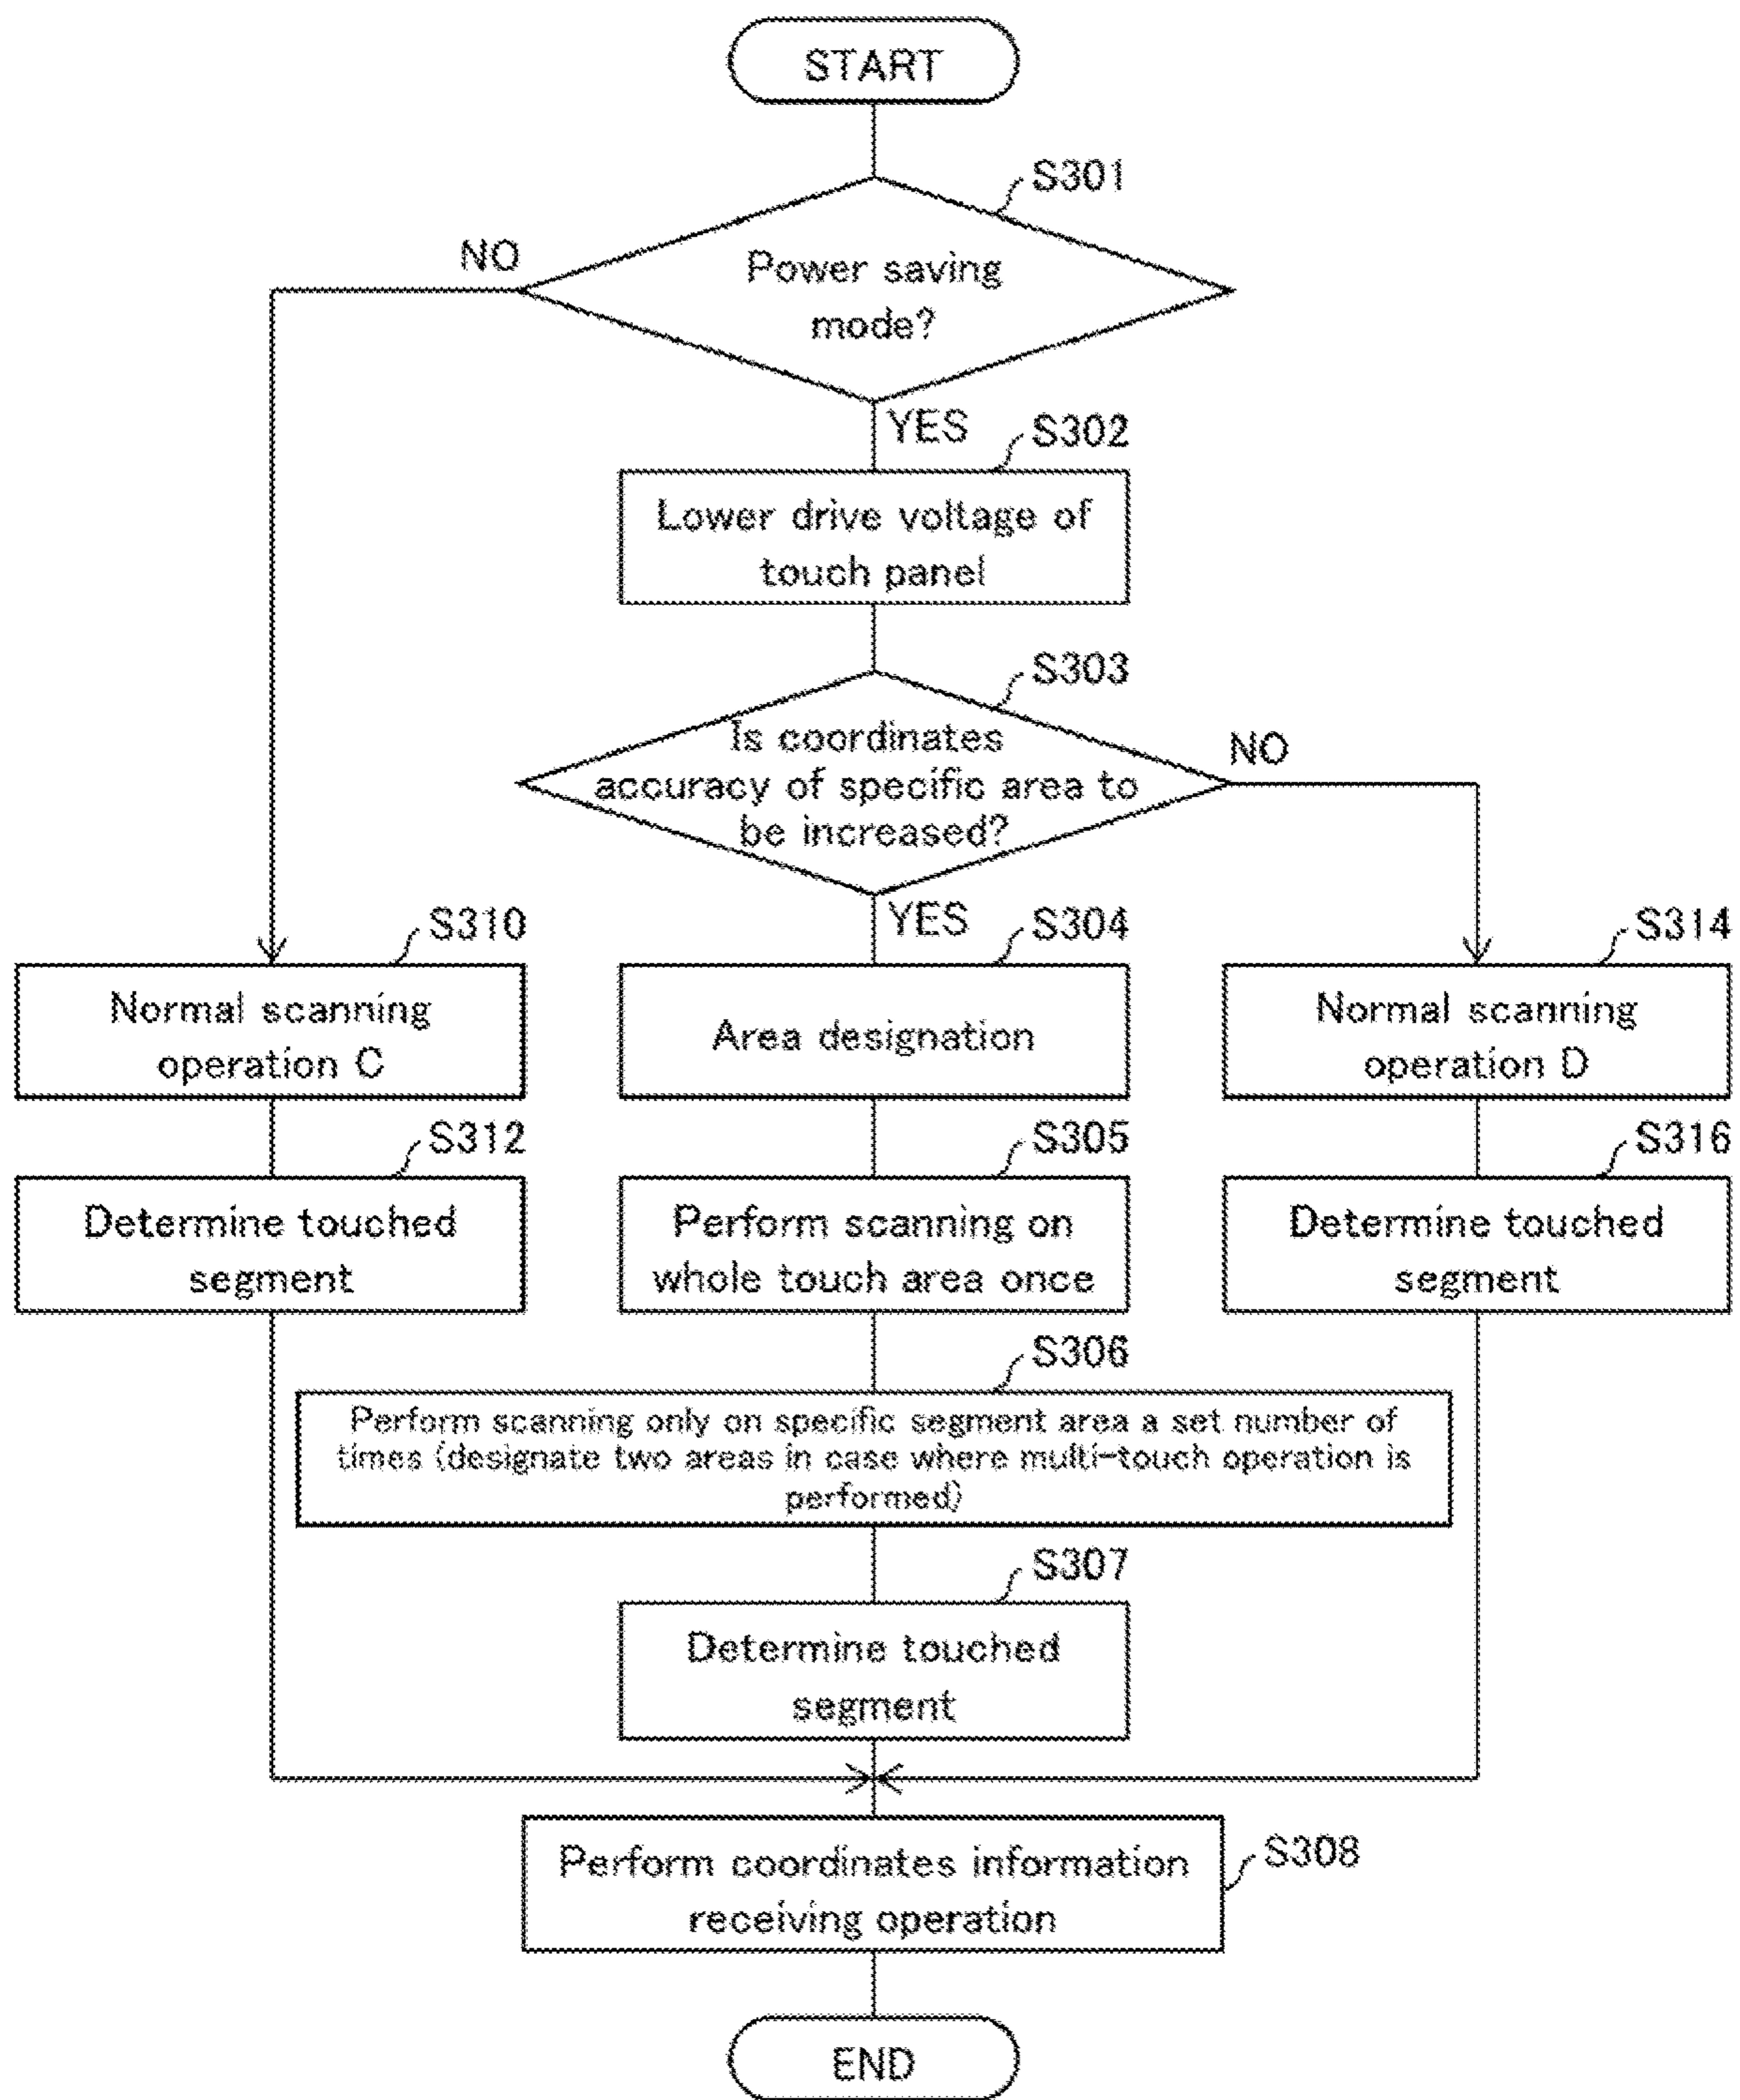 START
S301
NO
Power saving
mode?
YES
S302
Lower drive voltage of
touch panel
S303
Is coordinates
accuracy of specific area to
be increased?
NO
YES
S310
S304
S314
Normal scanning
operation C
Area designation
Normal scanning
operation D
S312
S305
S316
Determine touched
segment
Perform scanning on
whole touch area once
Determine touched
segment
S306
Perform scanning only on specific segment area a set number of
times (designate two areas in case where multi-touch operation is
performed)
S307
Determine touched
segment
Perform coordinates information
receiving operation
S308
END